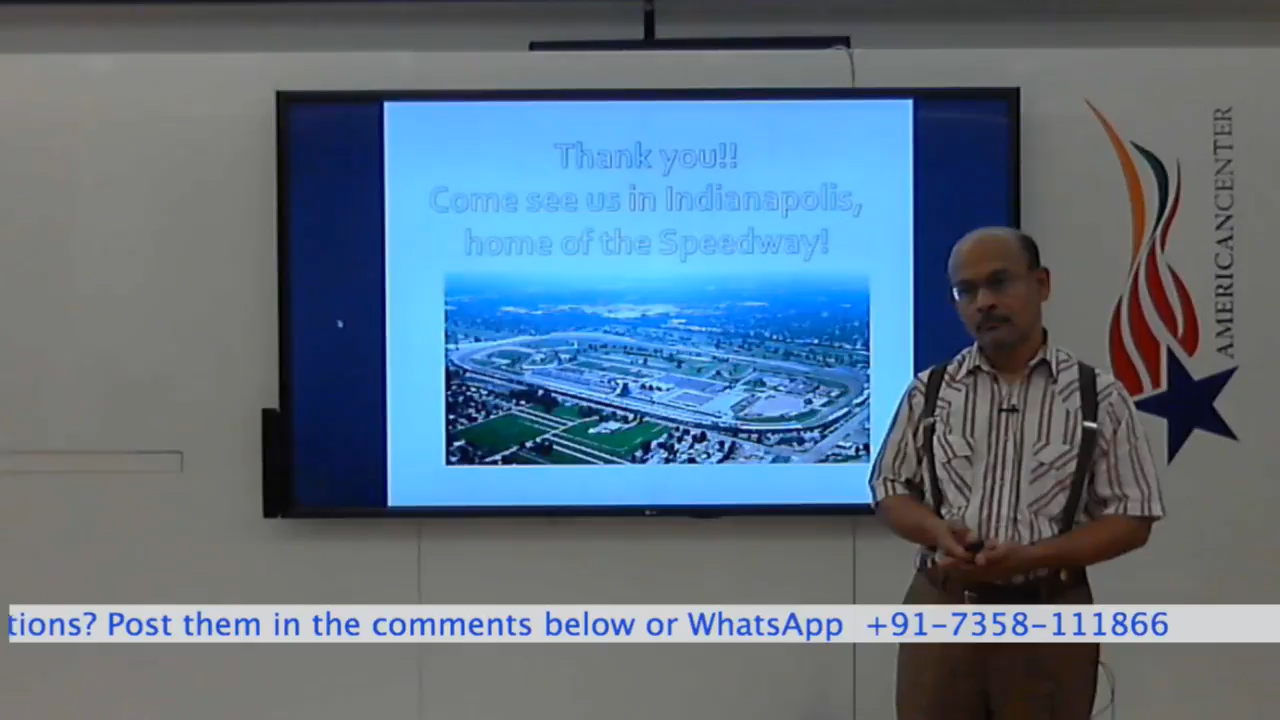 Thank you!!
Come see us in Indianapolis,
home of the Speedway!
AMERICANCENTER
tions? Post them in the comments below or WhatsApp +91-7358-111866